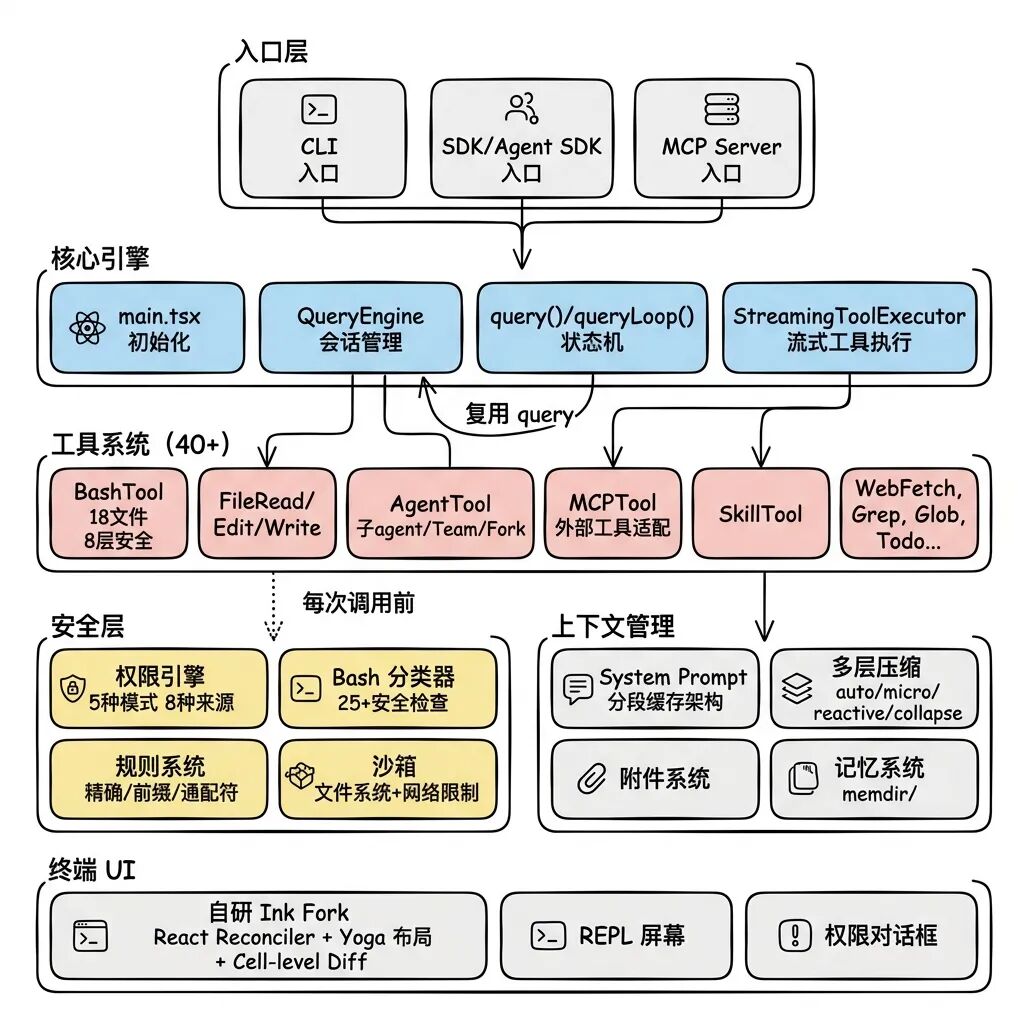 入口层
CLI
入口
SDK/Agent SDK
入口
MCP Server
入口
核心引擎
main.tsx
初始化
QueryEngine
会话管理
query()/queryLoop()
状态机
StreamingToolExecutor
流式工具执行
复用 query
工具系统（40+）
BashTool
18文件
8层安全
FileRead/
Edit/Write
AgentTool
子agent/Team/Fork
MCPTool
外部工具适配
SkillTool
WebFetch,
Grep, Glob,
Todo...
每次调用前
安全层
权限引擎
5种模式 8种来源
Bash 分类器
25+安全检查
规则系统
精确/前缀/通配符
沙箱
文件系统+网络限制
上下文管理
System Prompt
分段缓存架构
多层压缩
auto/micro/
reactive/collapse
附件系统
记忆系统
memdir/
终端 UI
自研 Ink Fork
React Reconciler + Yoga 布局
+ Cell-level Diff
REPL 屏幕
权限对话框